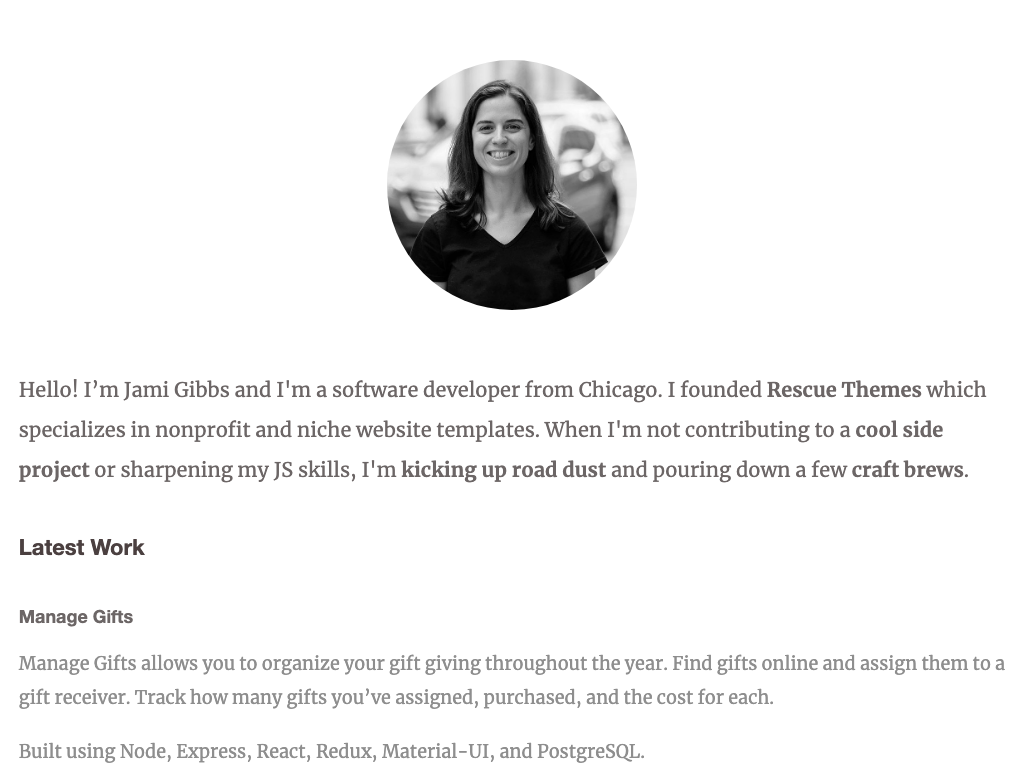 Hello! I’m Jami Gibbs and I'm a software developer from Chicago. I founded Rescue Themes which
specializes in nonprofit and niche website templates. When I'm not contributing to a cool side
project or sharpening my JS skills, I'm kicking up road dust and pouring down a few craft brews.
Latest Work
Manage Gifts
Manage Gifts allows you to organize your gift giving throughout the year. Find gifts online and assign them to a
gift receiver. Track how many gifts you’ve assigned, purchased, and the cost for each.
Built using Node, Express, React, Redux, Material-UI, and PostgreSQL.